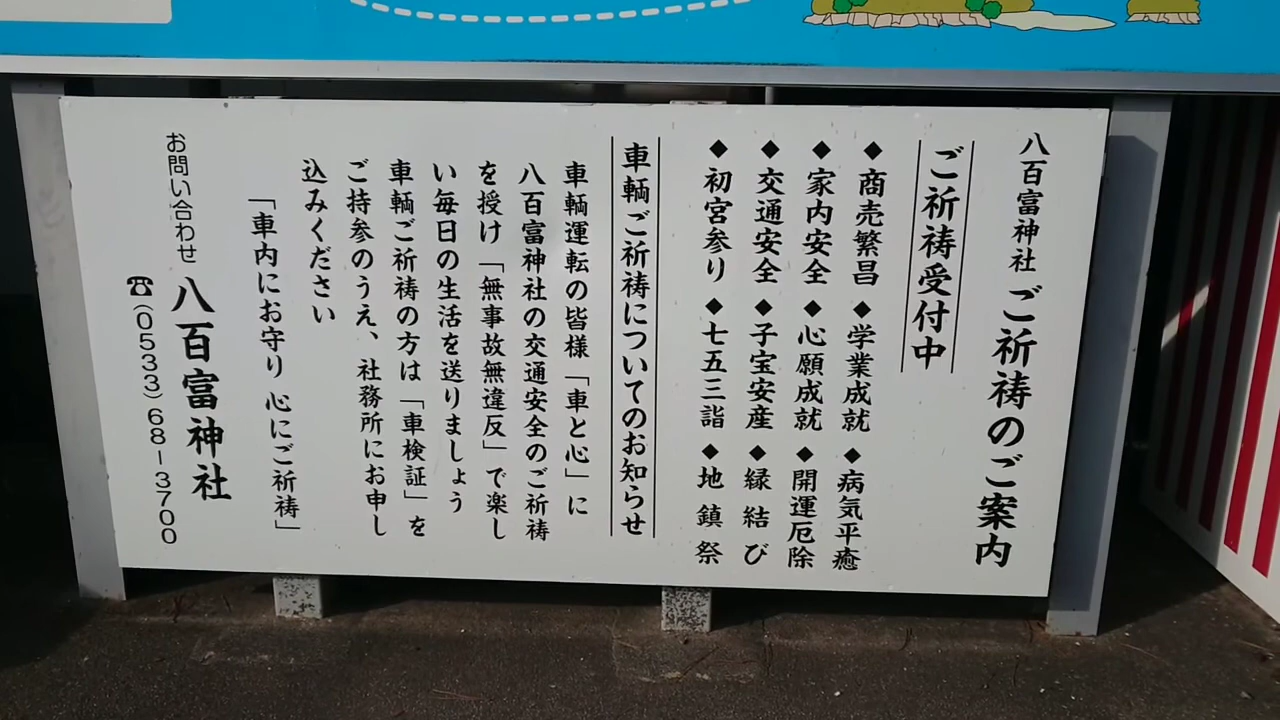 八百富神社 ご祈祷のご案内
ご祈祷受付中
◆商売繁昌 ◆学業成就 ◆病気平癒
◆家内安全 ◆心願成就 ◆開運厄除
◆交通安全 ◆子宝安産 ◆縁結び
◆初宮参り ◆七五三詣 ◆地鎮祭
車輌ご祈祷についてのお知らせ
車輌運転の皆様「車と心」に
八百富神社の交通安全のご祈祷
を授け「無事故無違反」で楽し
い毎日の生活を送りましょう
車輌ご祈祷の方は「車検証」を
ご持参のうえ、社務所にお申し
込みください
「車内にお守り 心にご祈祷」
お問い合わせ 八百富神社
☎(0533)68-3700